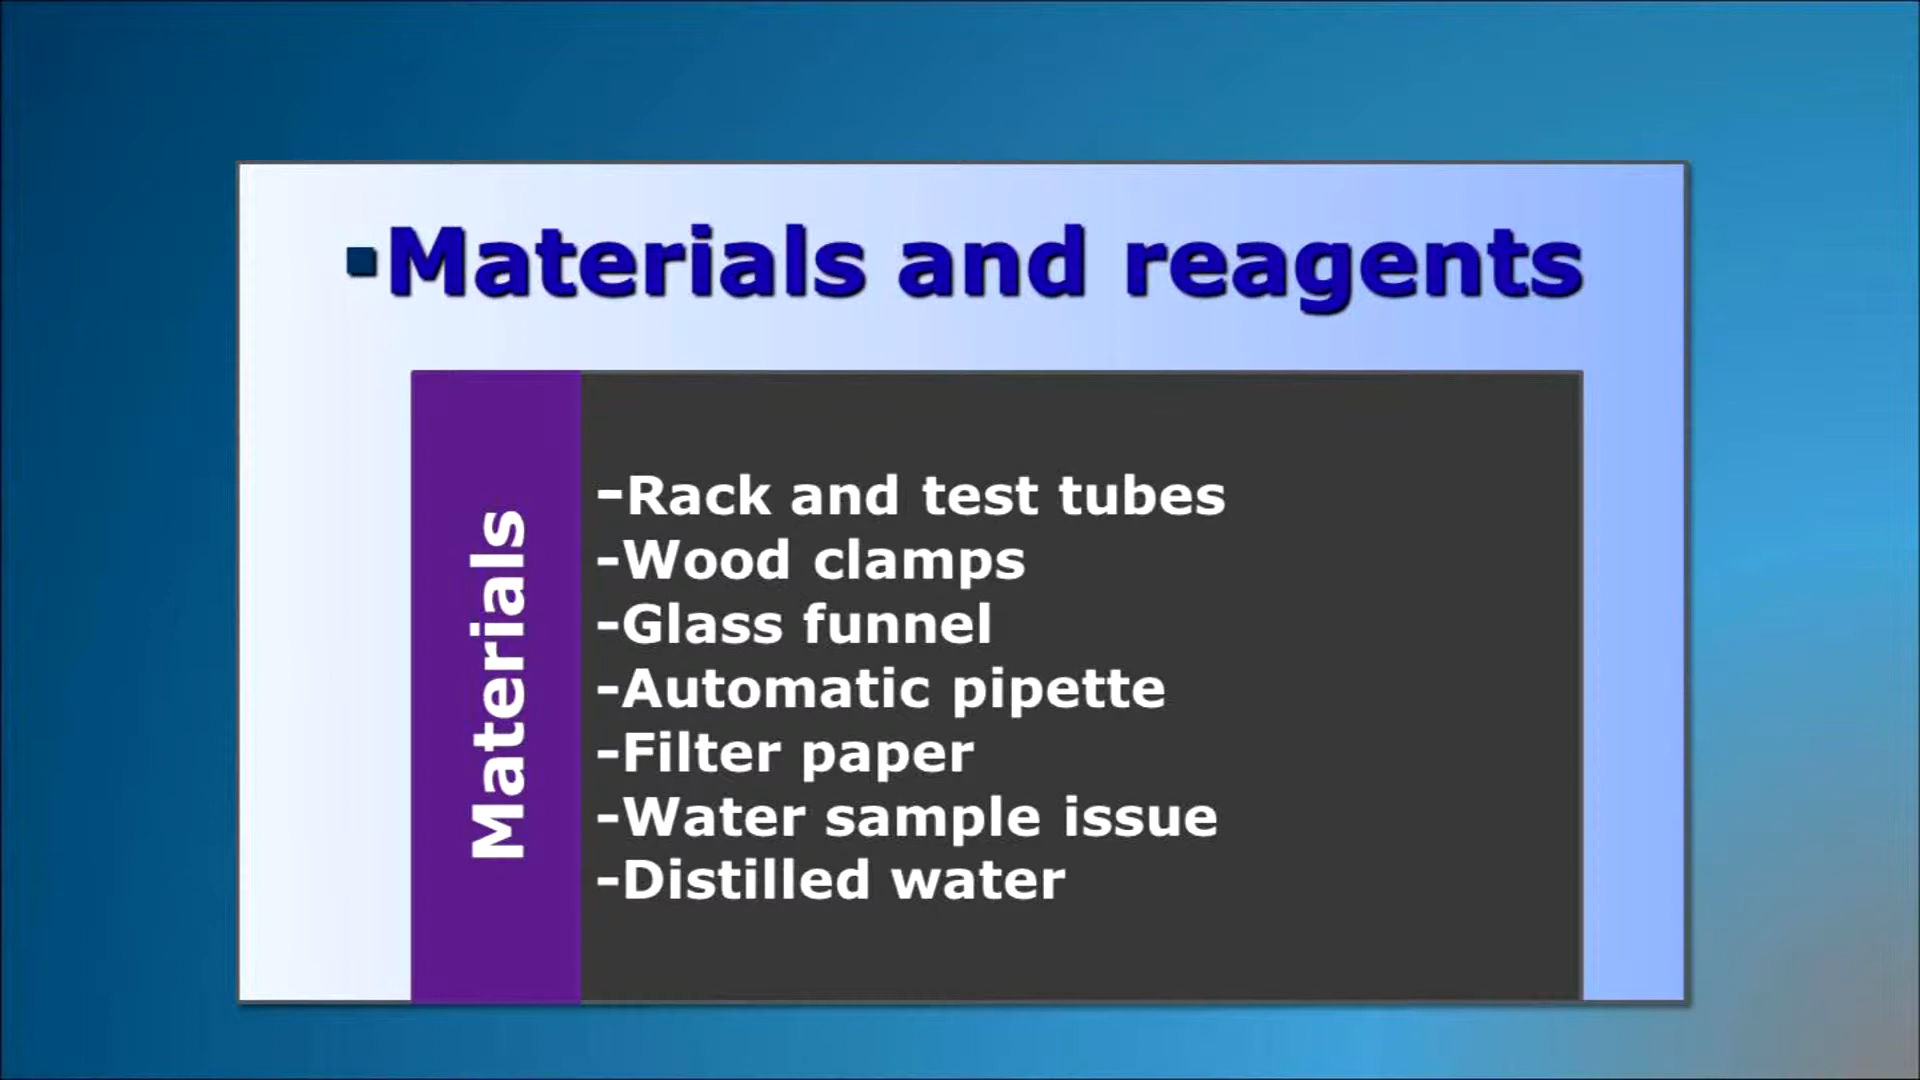 ▪Materials and reagents
Materials
-Rack and test tubes
-Wood clamps
-Glass funnel
-Automatic pipette
-Filter paper
-Water sample issue
-Distilled water